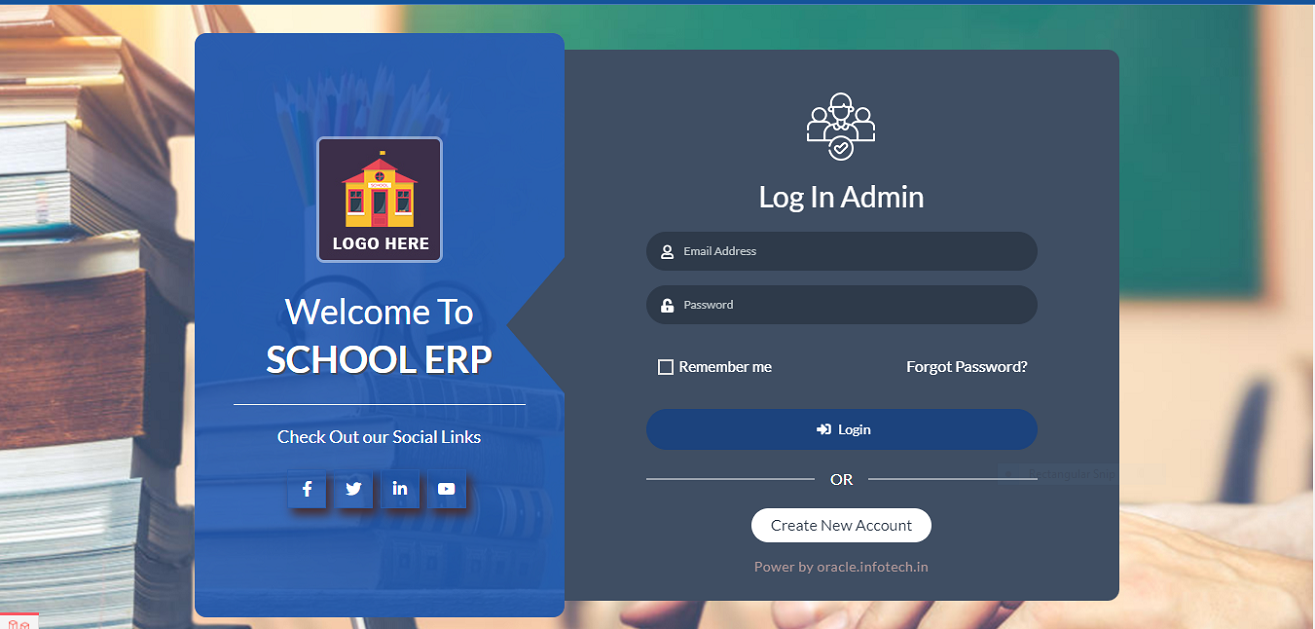 SCHOOL
LOGO HERE
Welcome To
SCHOOL ERP
Check Out our Social Links
Log In Admin
Email Address
Password
Remember me
Forgot Password?
Login
OR
Create New Account
Power by oracle.infotech.in